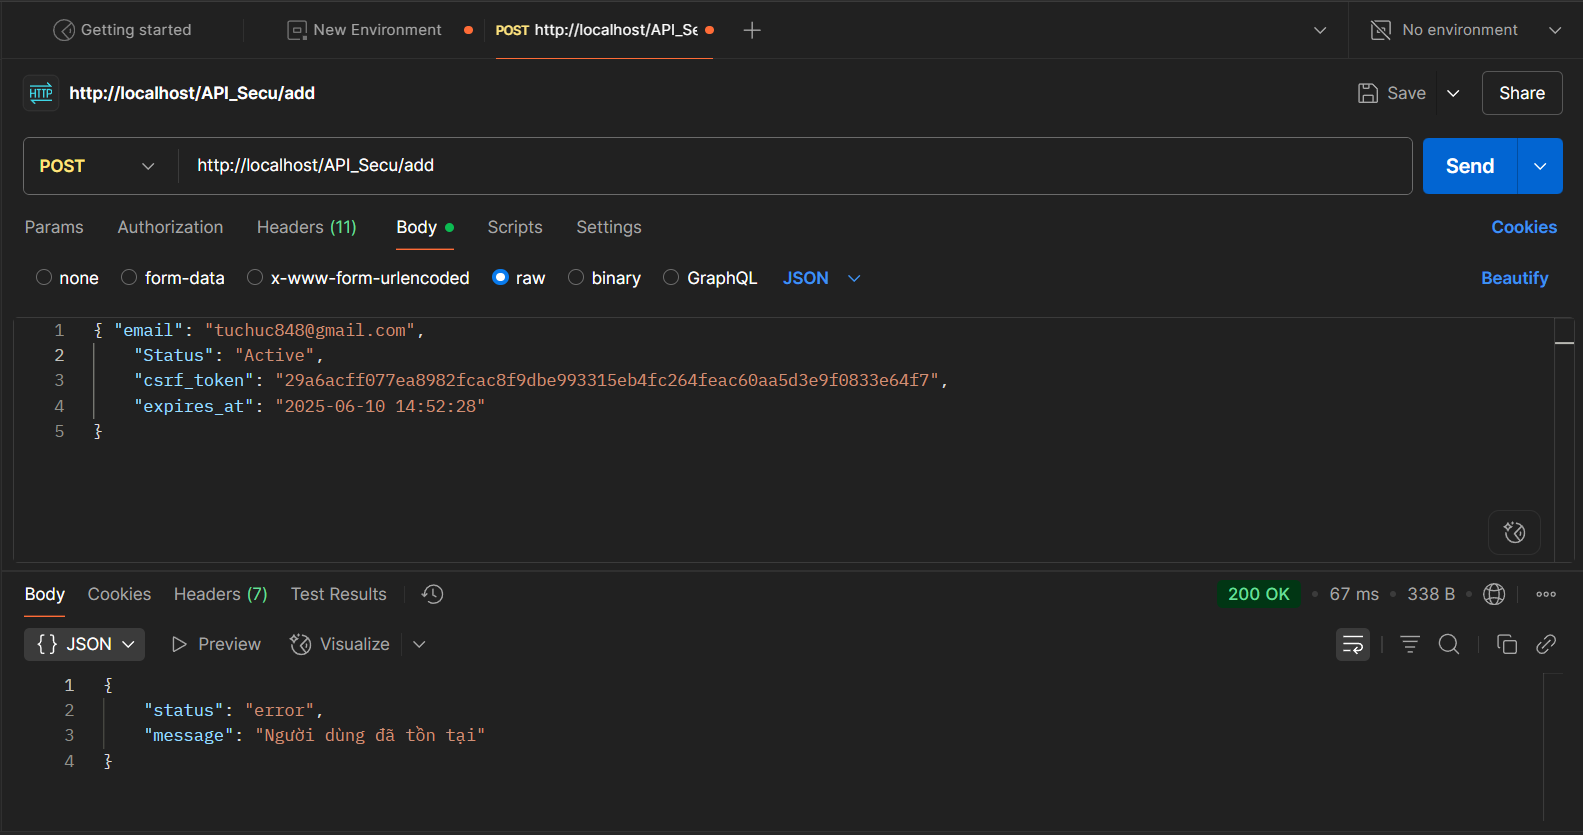 Getting started
New Environment
POST http://localhost/API_Se
No environment
HTTP http://localhost/API_Secu/add
Save
Share
POST
http://localhost/API_Secu/add
Send
Params Authorization Headers (11) Body Scripts Settings Cookies
none form-data x-www-form-urlencoded raw binary GraphQL JSON Beautify
1 { "email": "tuchuc848@gmail.com",
2 "Status": "Active",
3 "csrf_token": "29a6acff077ea8982fcac8f9dbe993315eb4fc264feac60aa5d3e9f0833e64f7",
4 "expires_at": "2025-06-10 14:52:28"
5 }
Body Cookies Headers (7) Test Results 200 OK • 67 ms • 338 B •
{} JSON Preview Visualize
1 {
2 "status": "error",
3 "message": "Người dùng đã tồn tại"
4 }